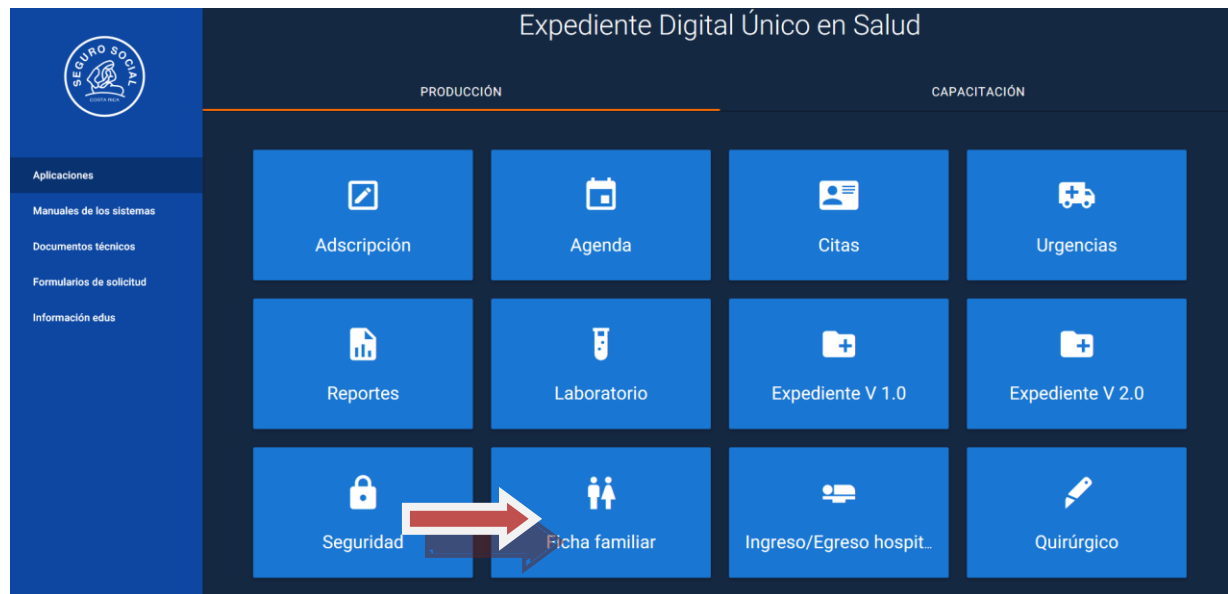 Expediente Digital Único en Salud
SEGURO SOCIAL
COSTA RICA
PRODUCCIÓN
CAPACITACIÓN
Aplicaciones
Manuales de los sistemas
Documentos técnicos
Formularios de solicitud
Información edus
Adscripción
Agenda
Citas
Urgencias
Reportes
Laboratorio
Expediente V 1.0
Expediente V 2.0
Seguridad
Ficha familiar
Ingreso/Egreso hospit...
Quirúrgico